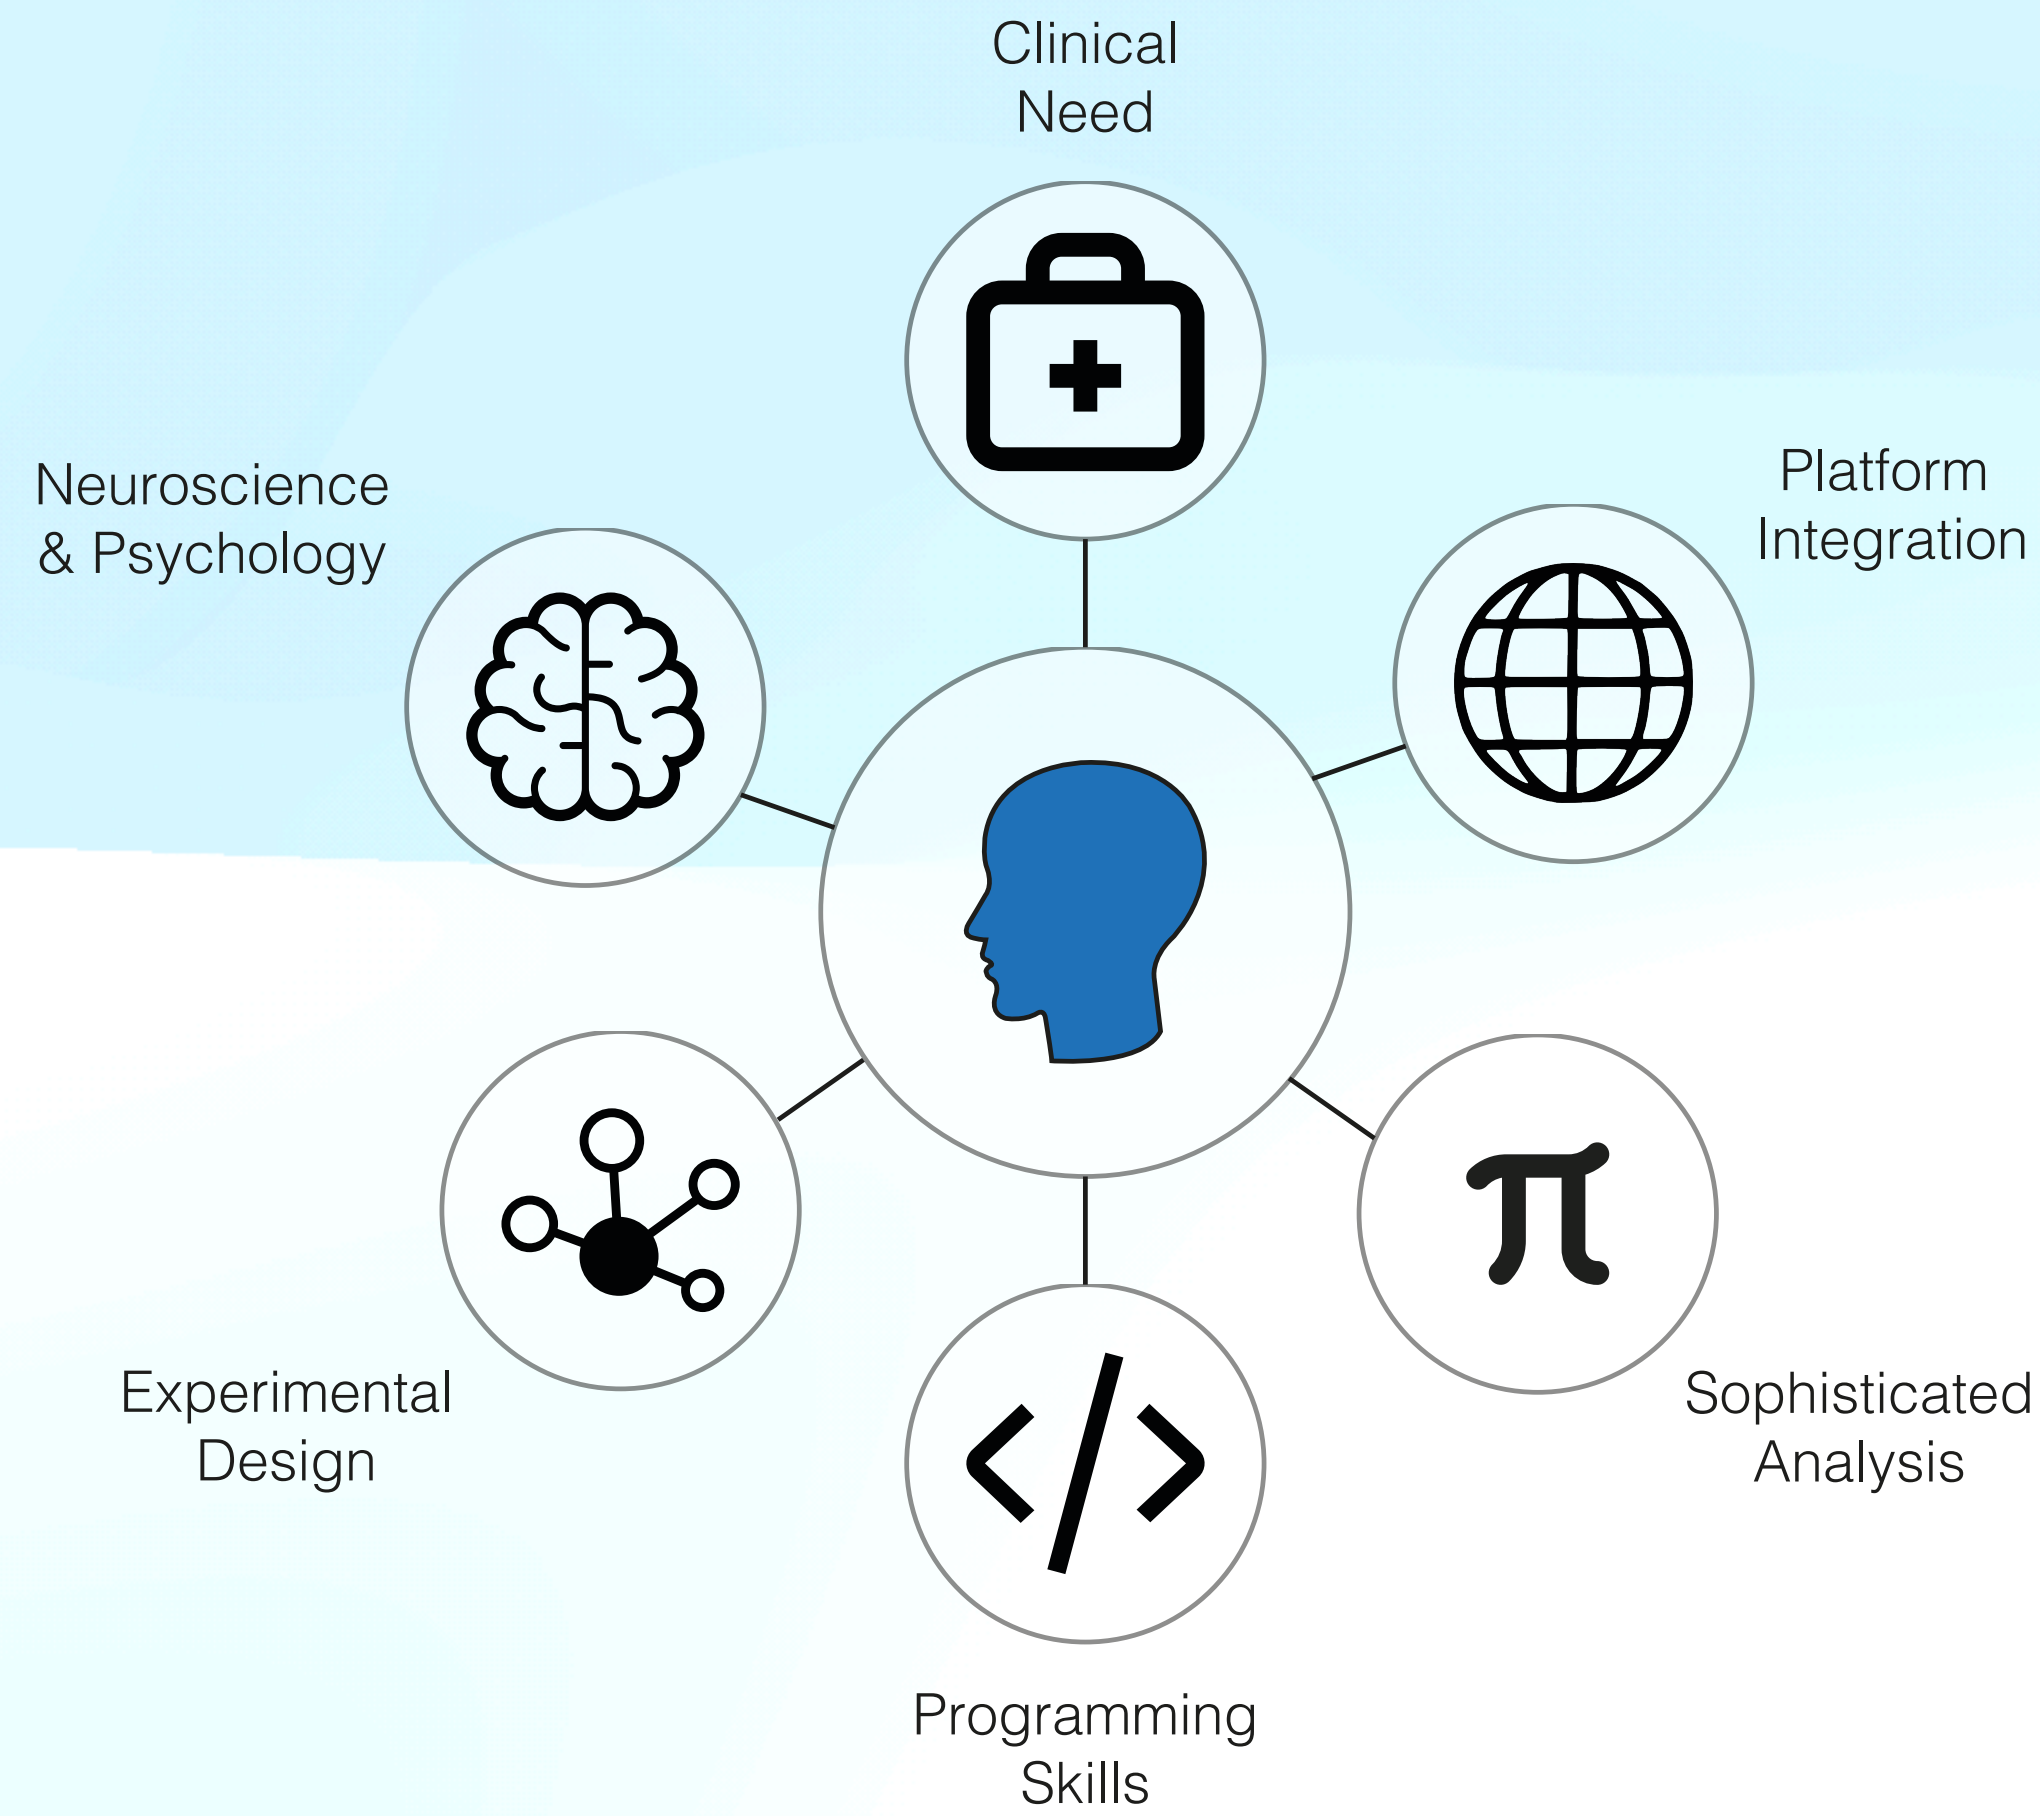 Clinical
Need
Neuroscience
& Psychology
Platform
Integration
π
Experimental
Design
</>
Sophisticated
Analysis
Programming
Skills